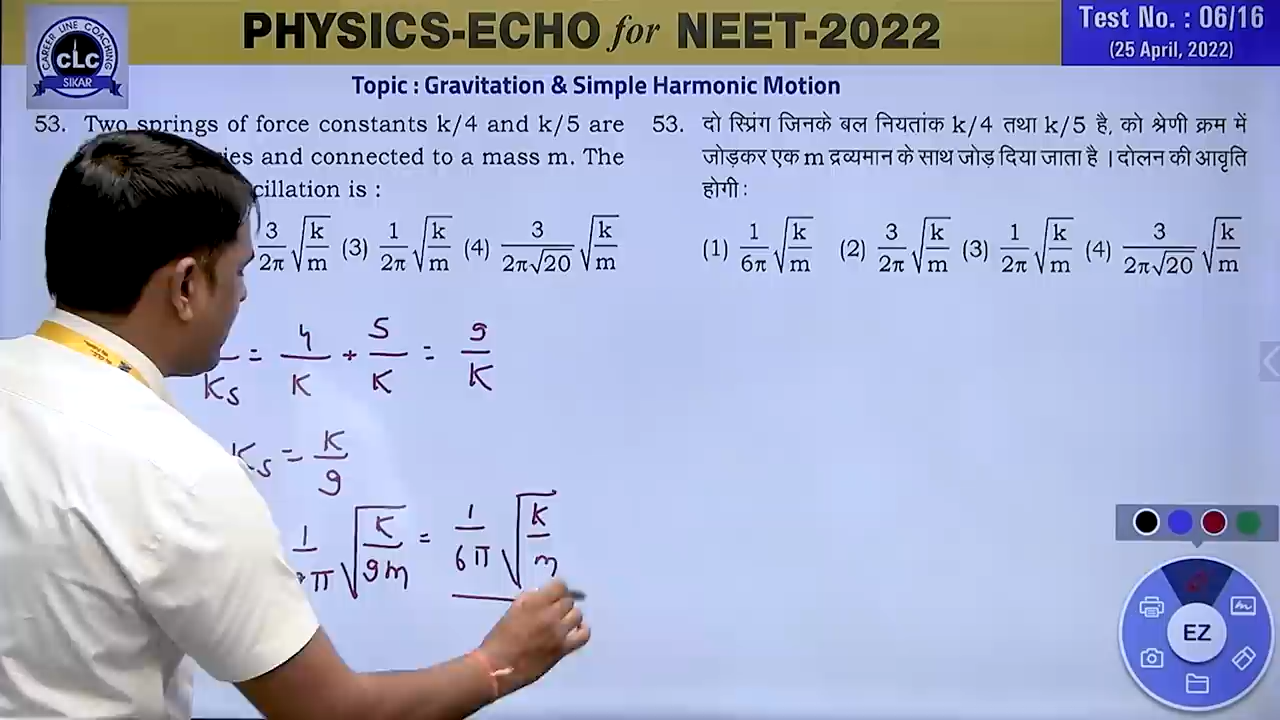 PHYSICS-ECHO for NEET-2022
Test No. : 06/16
(25 April, 2022)
CAREER LINE COACHING
CLC
SIKAR
Topic : Gravitation & Simple Harmonic Motion
53. Two springs of force constants k/4 and k/5 are
and connected to a mass m. The
is :
3/2π √(k/m) (3) 1/2π √(k/m) (4) 3/(2π√20) √(k/m)
53. दो स्प्रिंग जिनके बल नियतांक k/4 तथा k/5 है, को श्रेणी क्रम में
जोड़कर एक m द्रव्यमान के साथ जोड़ दिया जाता है । दोलन की आवृति
होगी :
(1) 1/6π √(k/m) (2) 3/2π √(k/m) (3) 1/2π √(k/m) (4) 3/(2π√20) √(k/m)
Ks = 4/K + 5/K = 9/K
Ks = K/9
π √(K/9m) = 1/6π √(K/m)
EZ